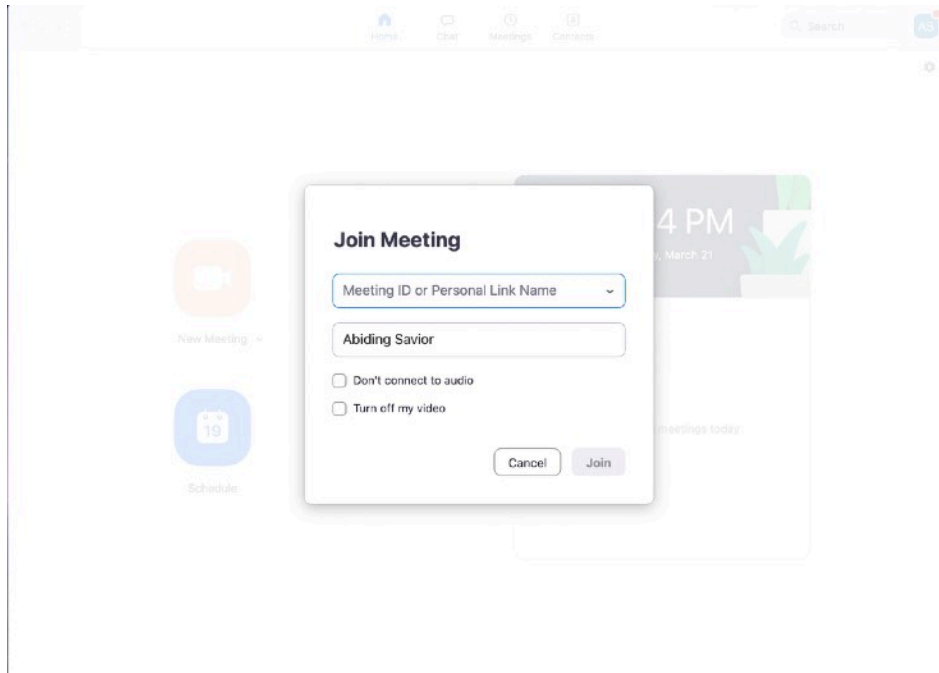 Home Chat Meetings Contacts
Search
AS
4 PM
, March 21
Join Meeting
Meeting ID or Personal Link Name
Abiding Savior
New Meeting
Don't connect to audio
Turn off my video
19
meetings today
Cancel Join
Schedule